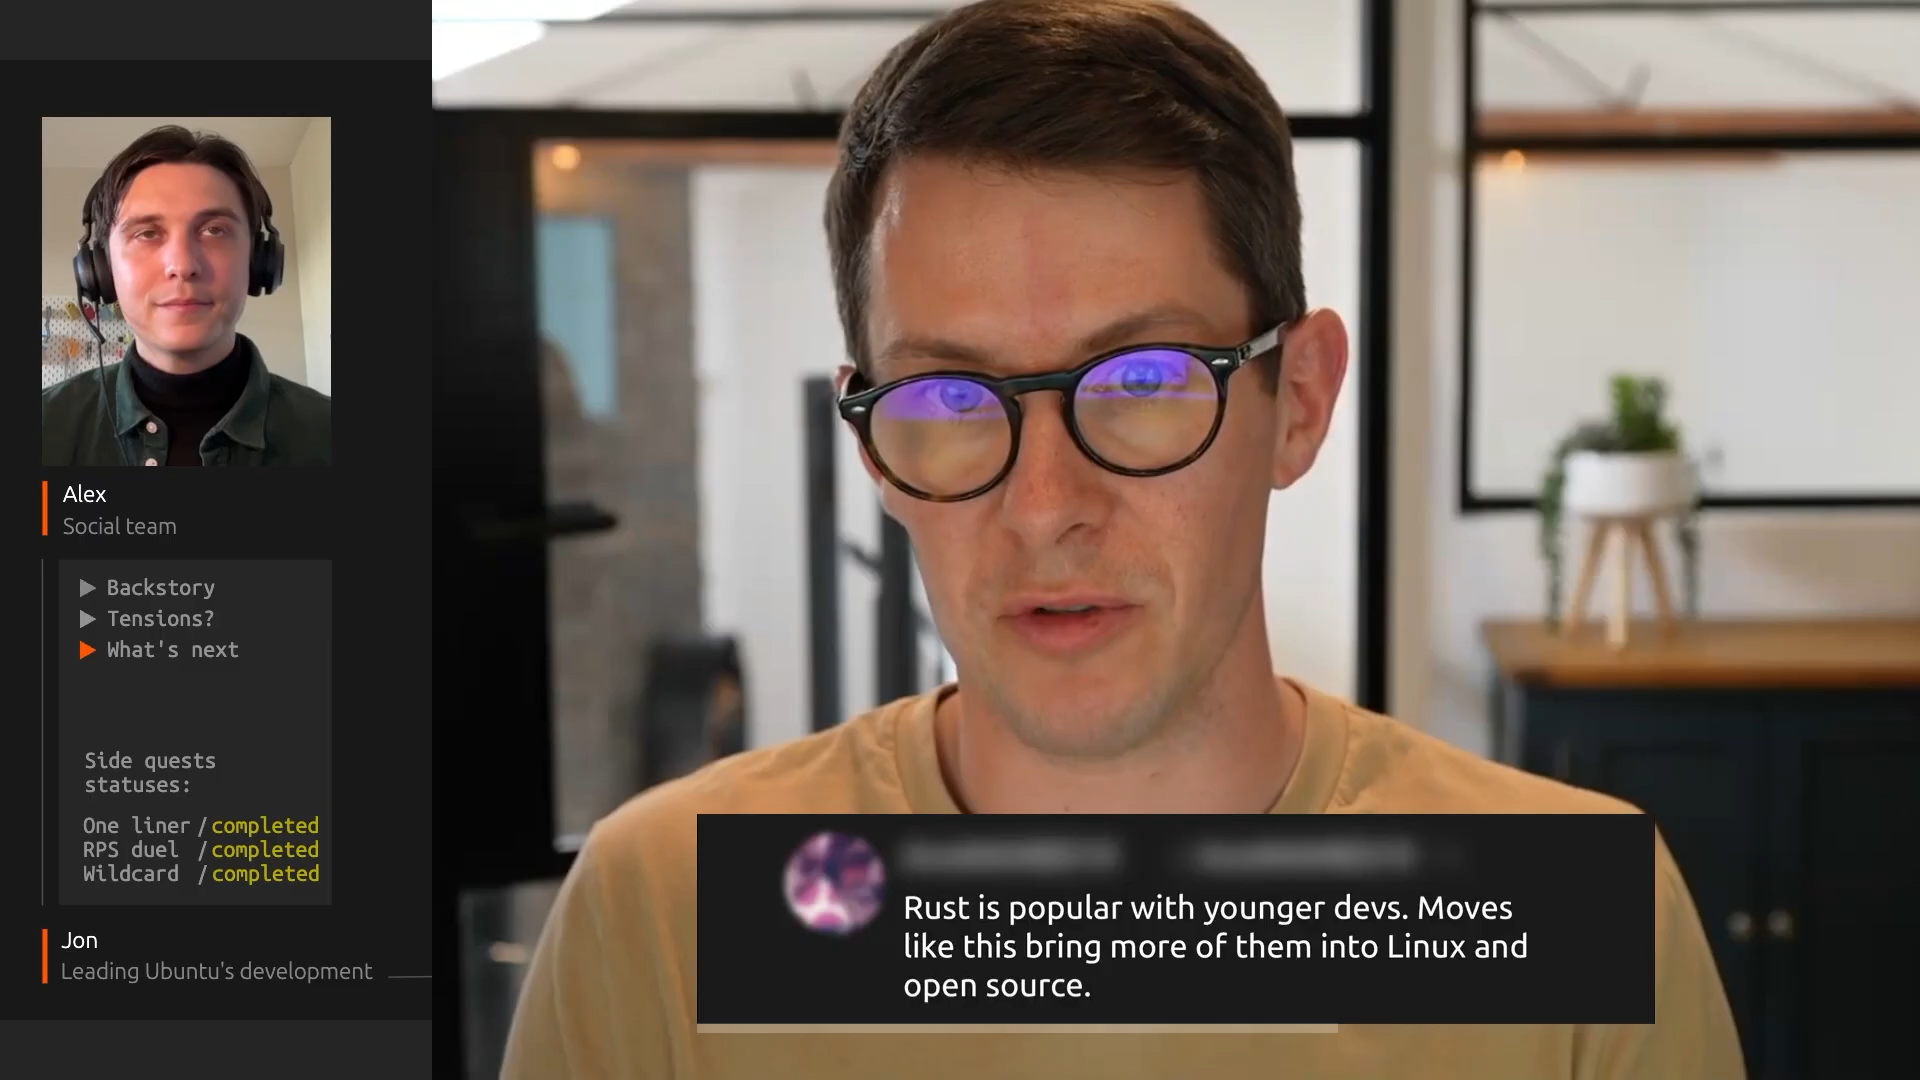 Alex
Social team
Backstory
Tensions?
What's next
Side quests
statuses:
One liner / completed
RPS duel / completed
Wildcard / completed
Jon
Leading Ubuntu's development
Rust is popular with younger devs. Moves
like this bring more of them into Linux and
open source.